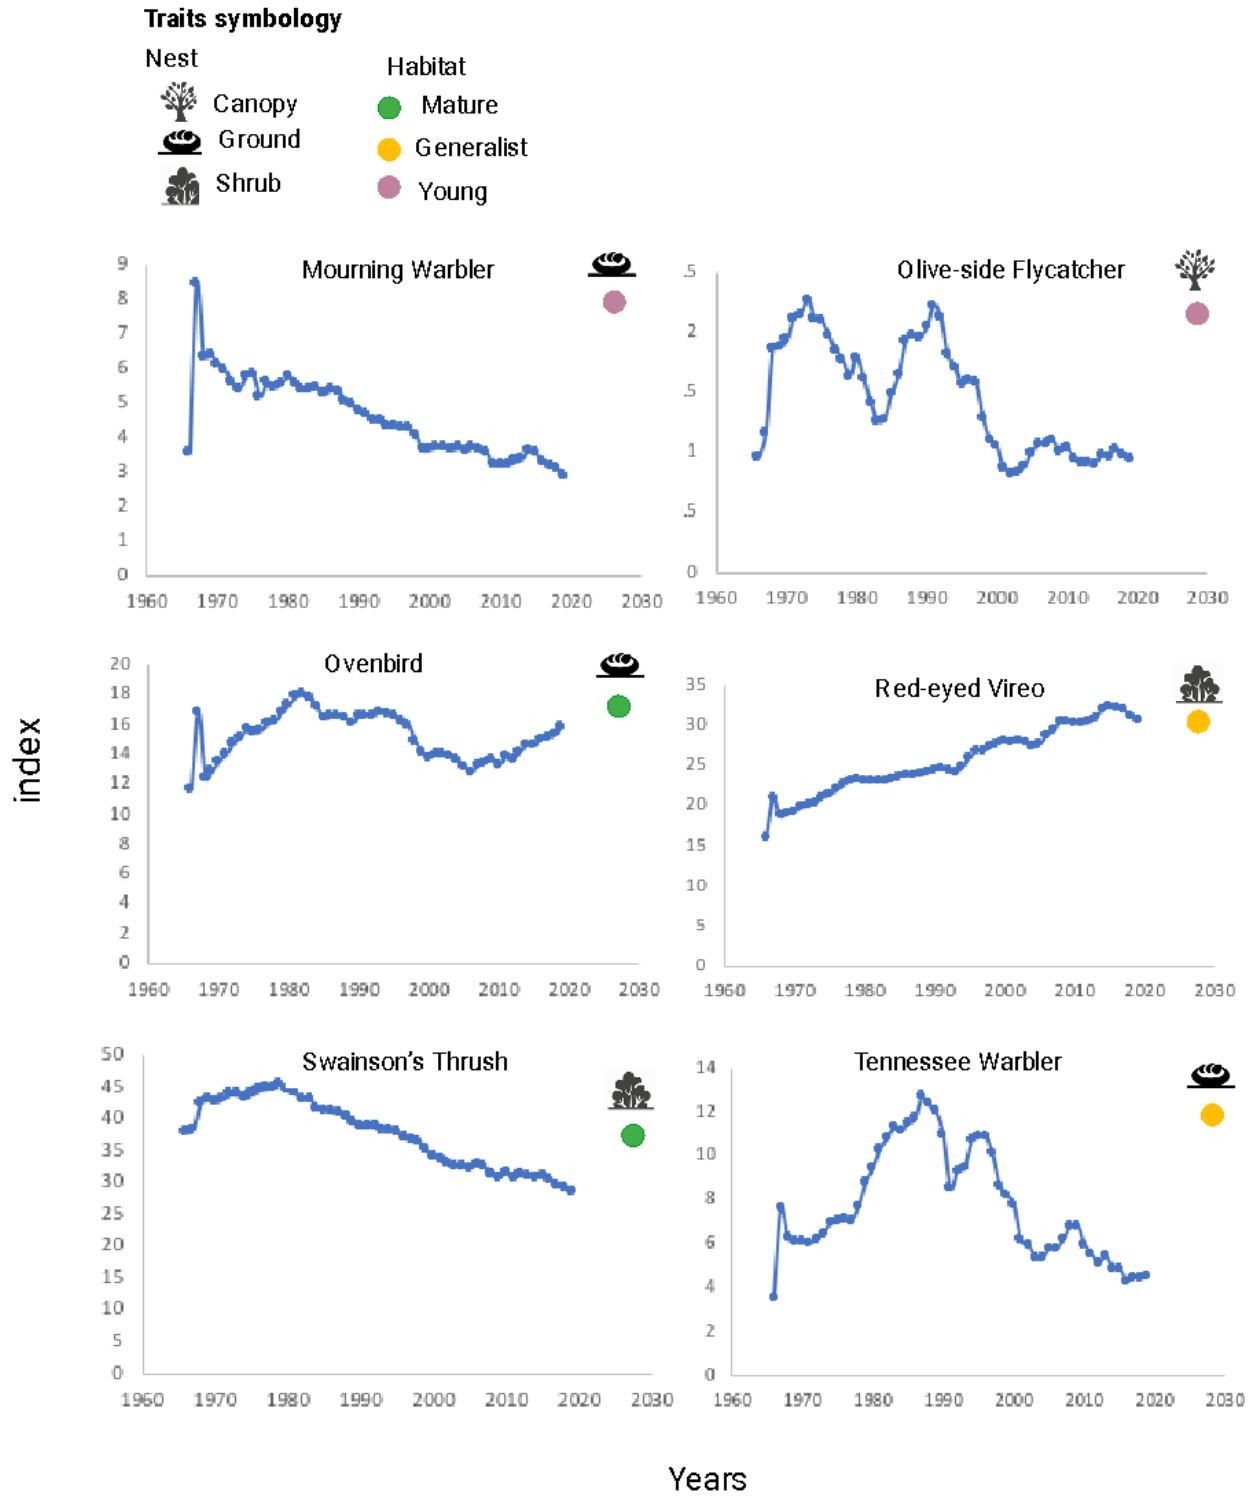 Traits symbology
Nest
Habitat
Canopy
Mature
Ground
Generalist
Shrub
Young
Mourning Warbler
9
8
7
6
5
4
3
2
1
0
1960 1970 1980 1990 2000 2010 2020 2030
Olive-side Flycatcher
.5
2
.5
1
.5
0
1960 1970 1980 1990 2000 2010 2020 2030
index
Ovenbird
20
18
16
14
12
10
8
6
4
2
0
1960 1970 1980 1990 2000 2010 2020 2030
Red-eyed Vireo
35
30
25
20
15
10
5
0
1960 1970 1980 1990 2000 2010 2020 2030
Swainson's Thrush
50
45
40
35
30
25
20
15
10
5
0
1960 1970 1980 1990 2000 2010 2020 2030
Tennessee Warbler
14
12
10
8
6
4
2
0
1960 1970 1980 1990 2000 2010 2020 2030
Years